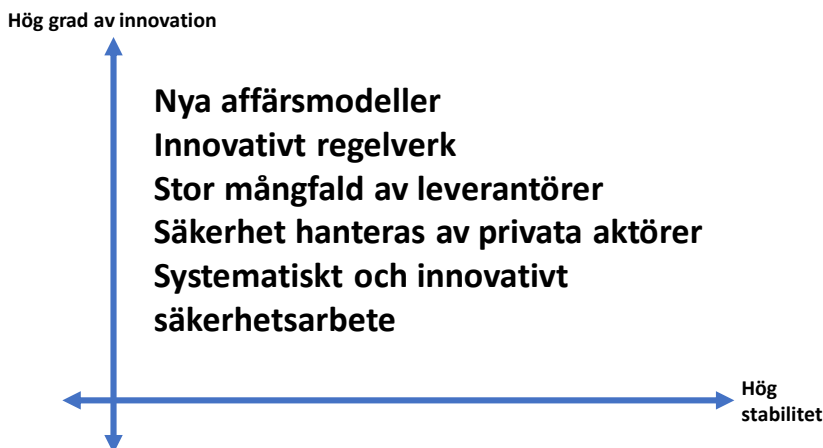 Hög grad av innovation
Nya affärsmodeller
Innovativt regelverk
Stor mångfald av leverantörer
Säkerhet hanteras av privata aktörer
Systematiskt och innovativt
säkerhetsarbete
Hög
stabilitet